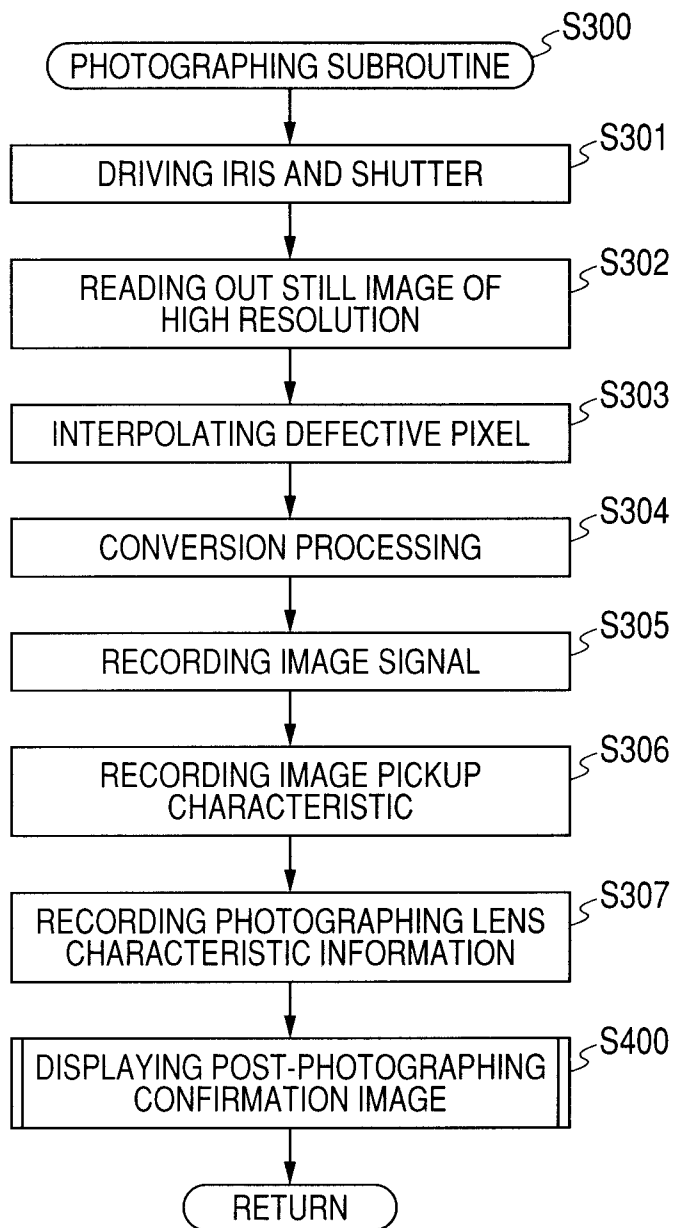 S300
PHOTOGRAPHING SUBROUTINE
S301
DRIVING IRIS AND SHUTTER
S302
READING OUT STILL IMAGE OF
HIGH RESOLUTION
S303
INTERPOLATING DEFECTIVE PIXEL
S304
CONVERSION PROCESSING
S305
RECORDING IMAGE SIGNAL
S306
RECORDING IMAGE PICKUP
CHARACTERISTIC
S307
RECORDING PHOTOGRAPHING LENS
CHARACTERISTIC INFORMATION
S400
DISPLAYING POST-PHOTOGRAPHING
CONFIRMATION IMAGE
RETURN